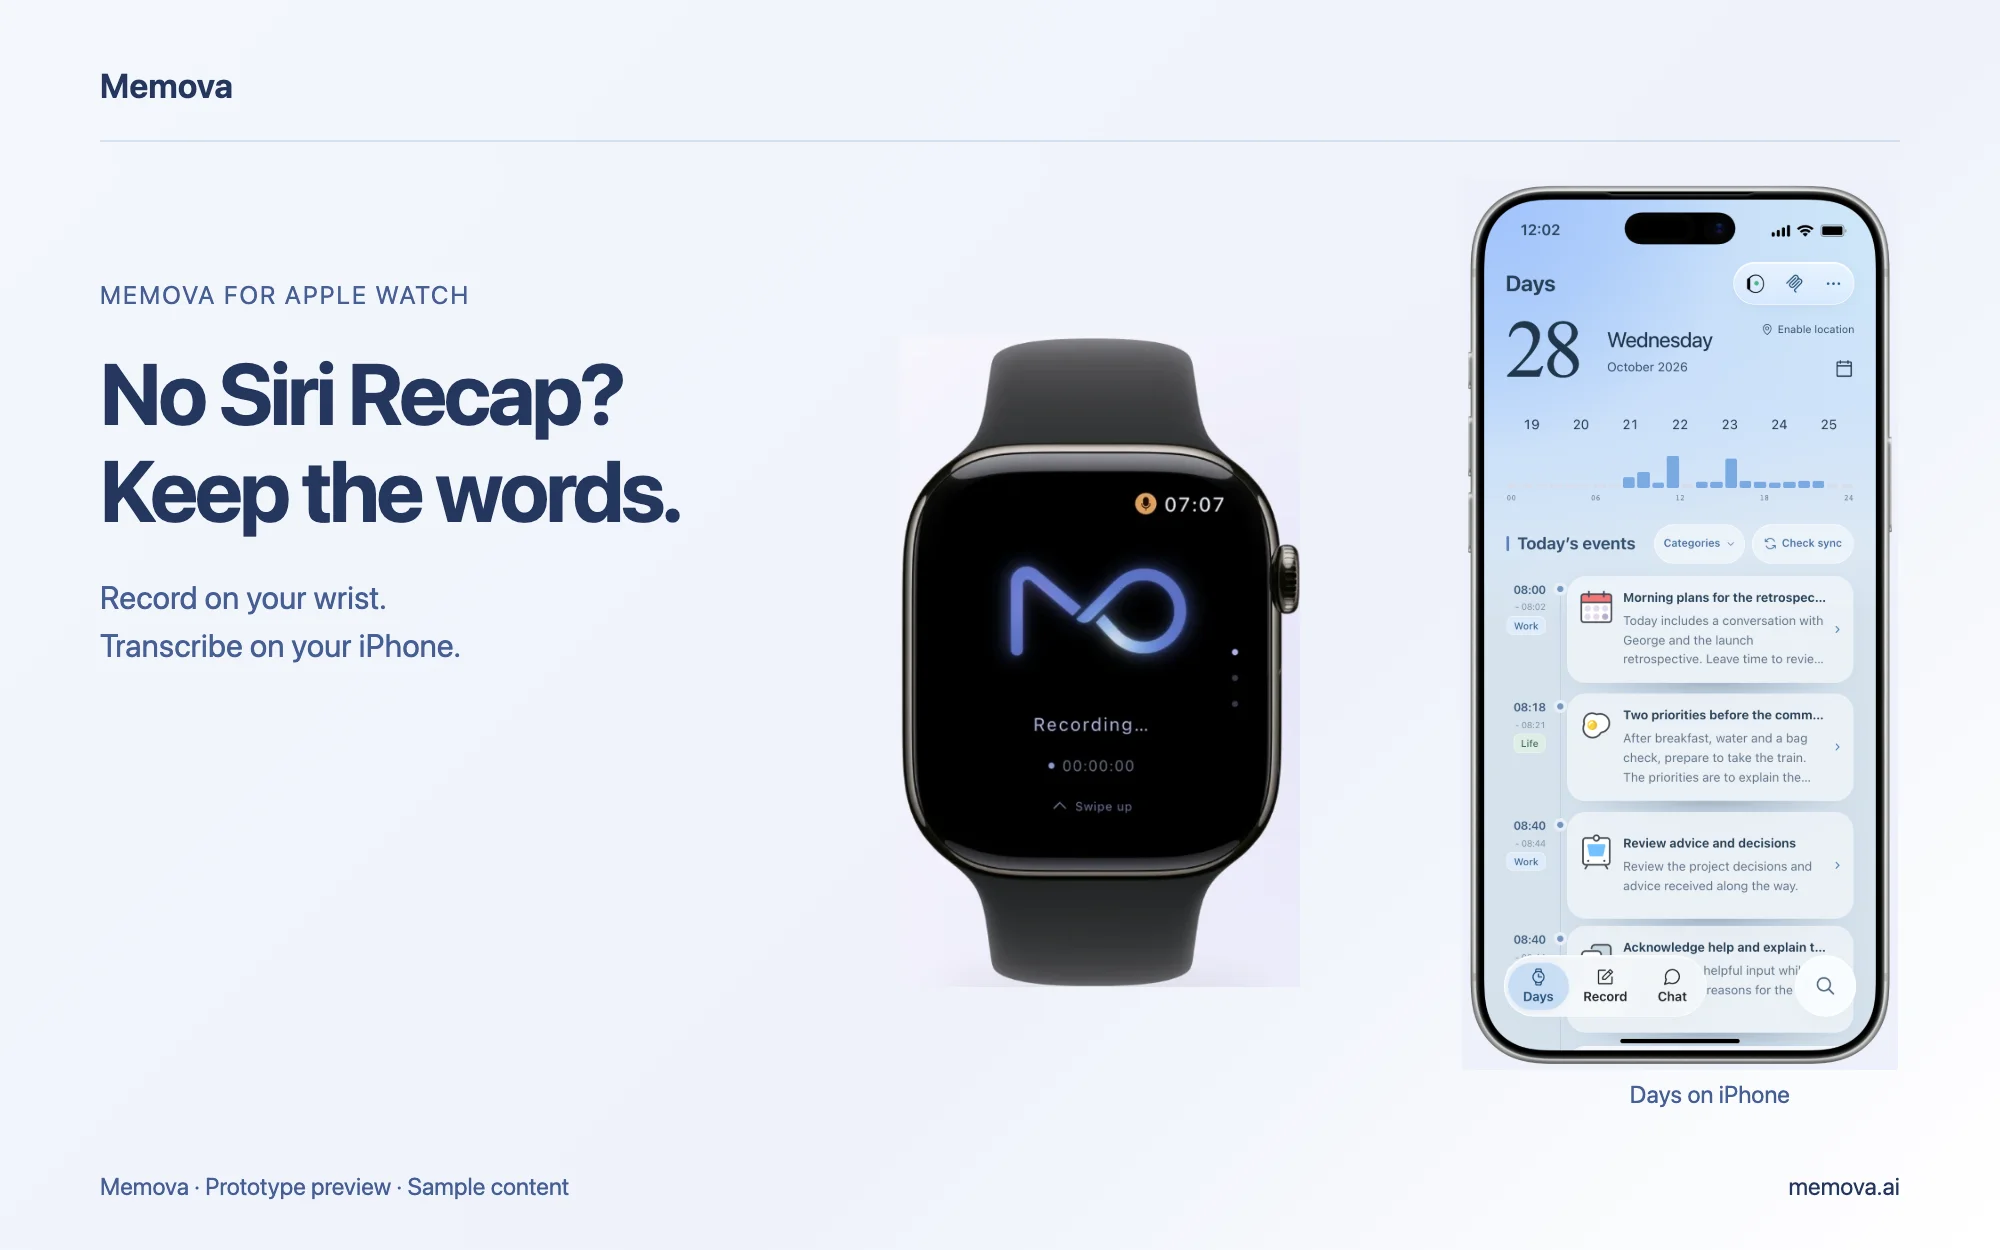 Memova
MEMOVA FOR APPLE WATCH
No Siri Recap?
Keep the words.
Record on your wrist.
Transcribe on your iPhone.
07:07
Recording...
00:00:00
Swipe up
12:02
Days
28
Wednesday
October 2026
Enable location
19 20 21 22 23 24 25
00 06 12 18 24
Today's events
Categories
Check sync
08:00
- 08:02
Work
Morning plans for the retrospec...
Today includes a conversation with
George and the launch
retrospective. Leave time to revie...
08:18
- 08:21
Life
Two priorities before the comm...
After breakfast, water and a bag
check, prepare to take the train.
The priorities are to explain the...
08:40
- 08:44
Work
Review advice and decisions
Review the project decisions and
advice received along the way.
08:40
Acknowledge help and explain t...
helpful input whil
reasons for the
Days
Record
Chat
Days on iPhone
Memova · Prototype preview · Sample content
memova.ai